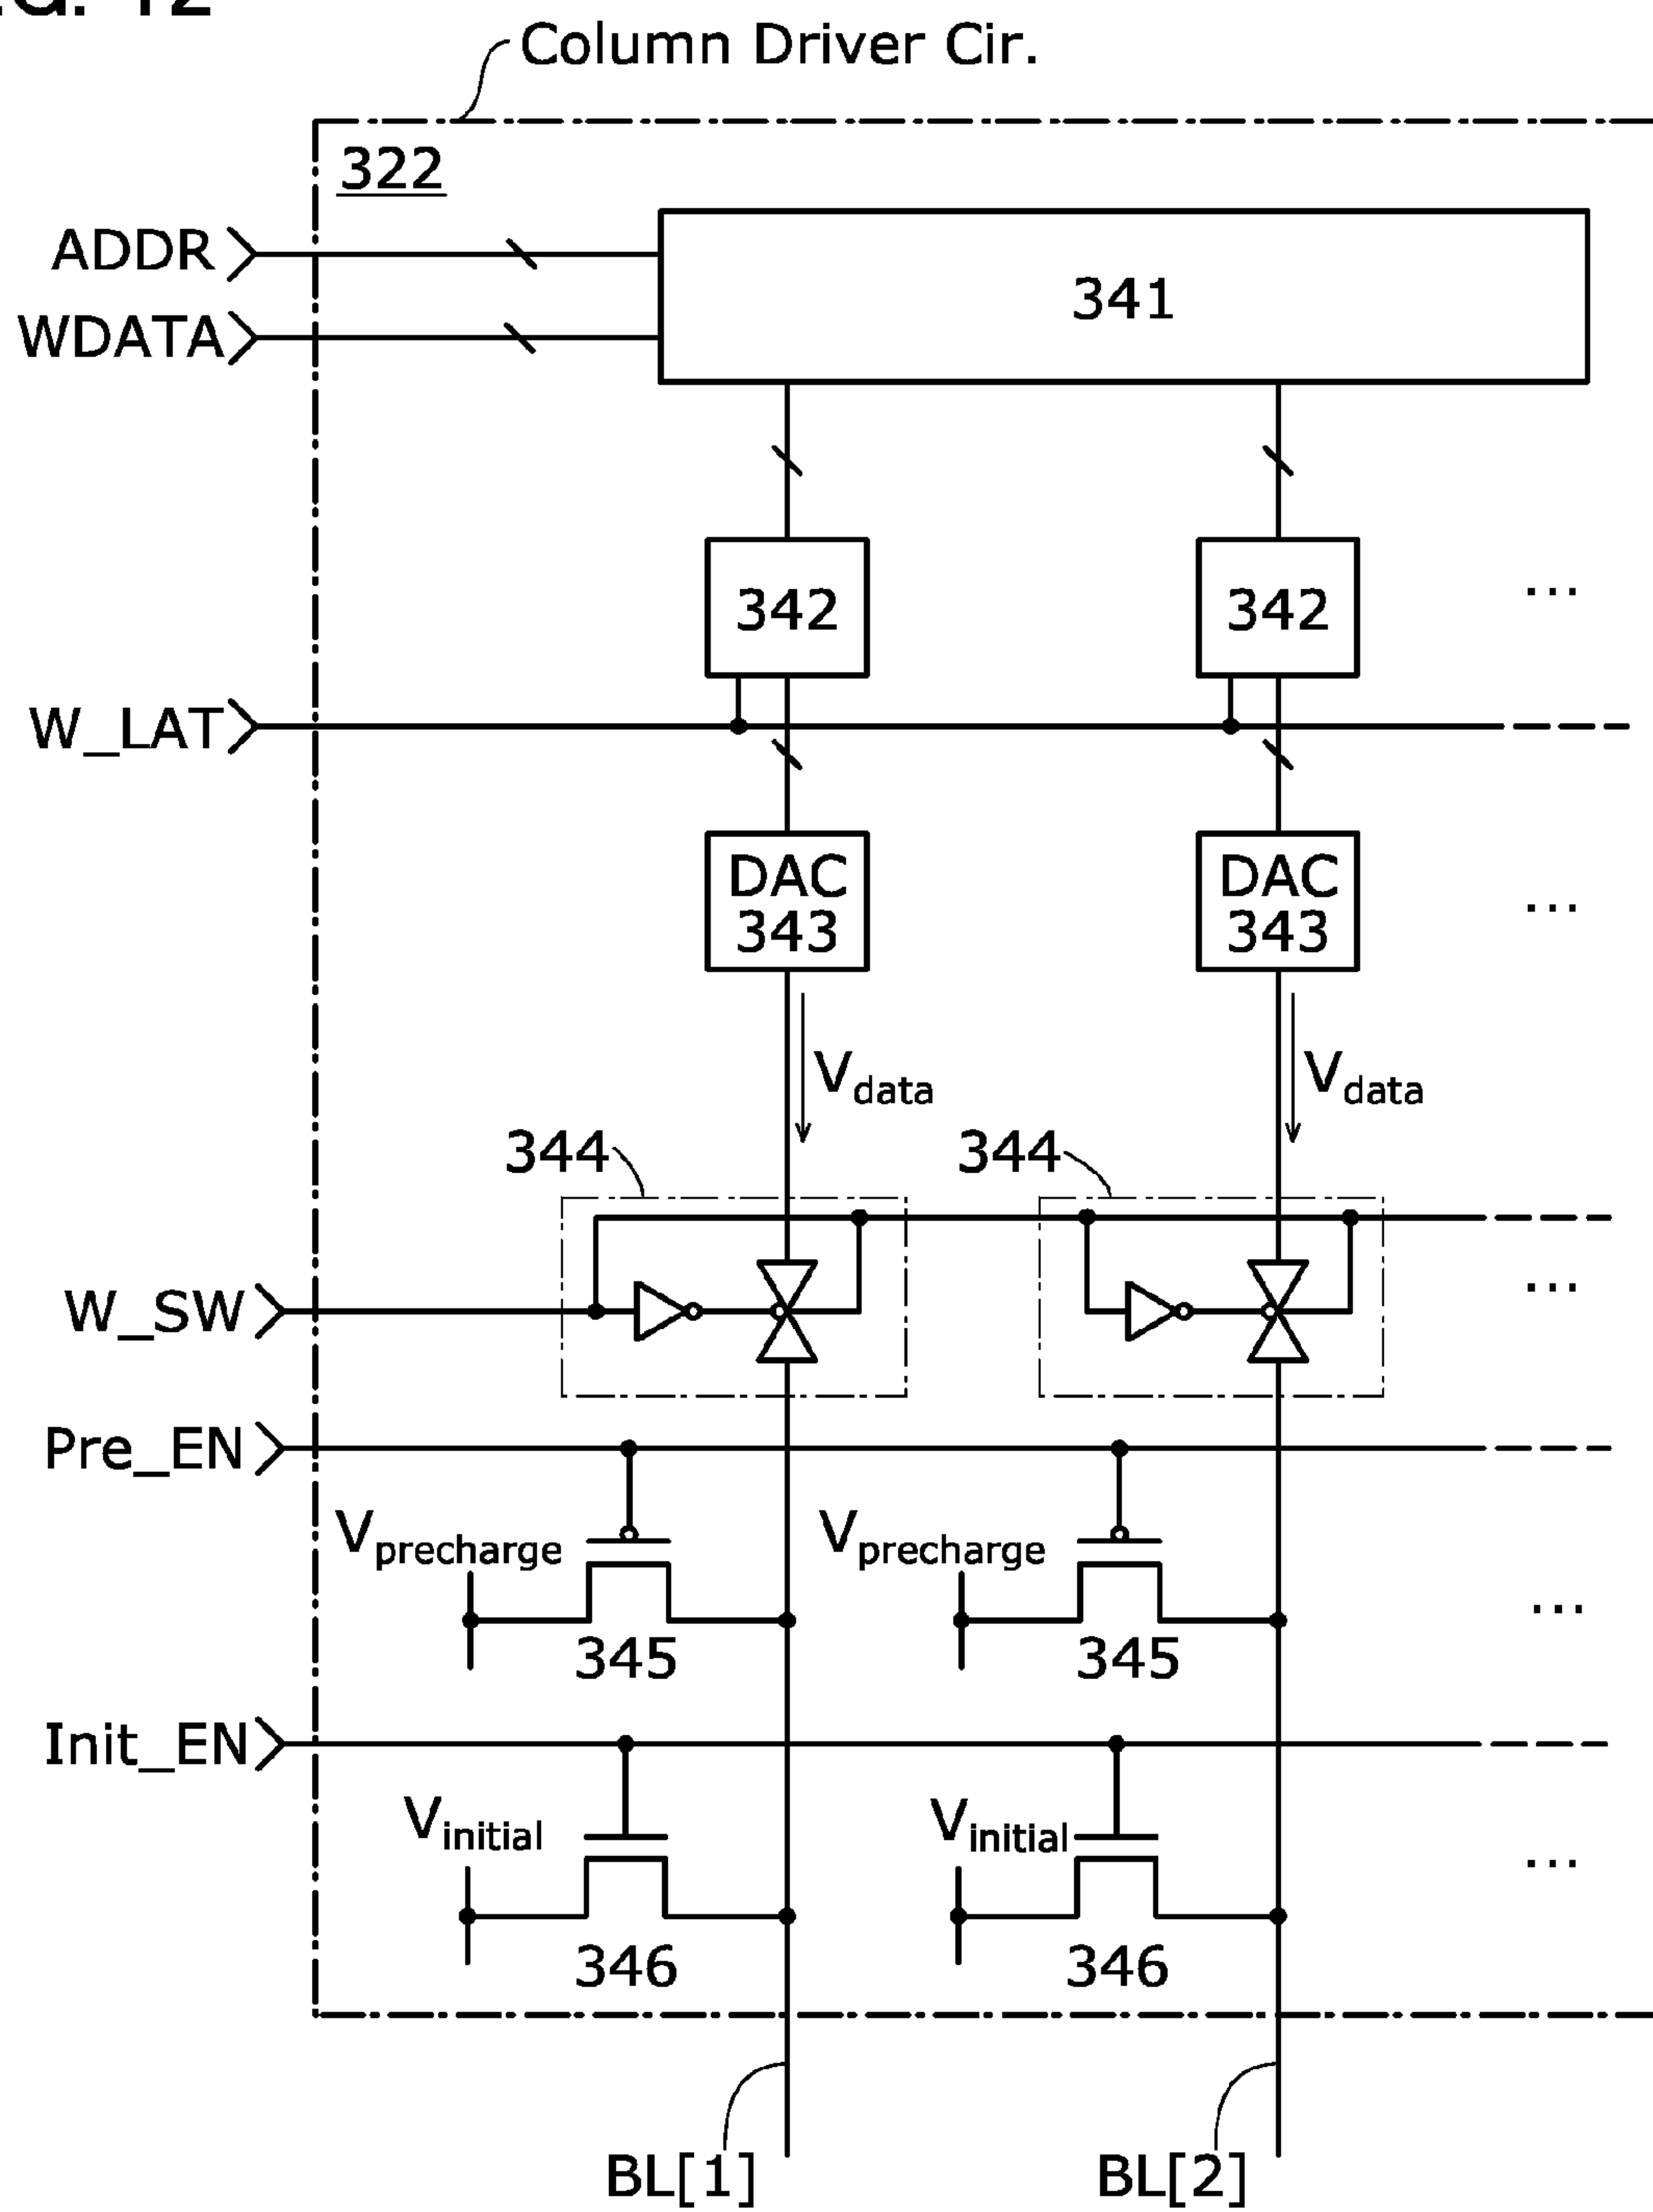 Column Driver Cir.
322
ADDR
341
WDATA
342 342 ...
W_LAT
DAC DAC
343 343 ...
Vdata Vdata
344 344
W_SW ...
Pre_EN
Vprecharge Vprecharge
345 345 ...
Init_EN
Vinitial Vinitial
346 346 ...
BL[1] BL[2]